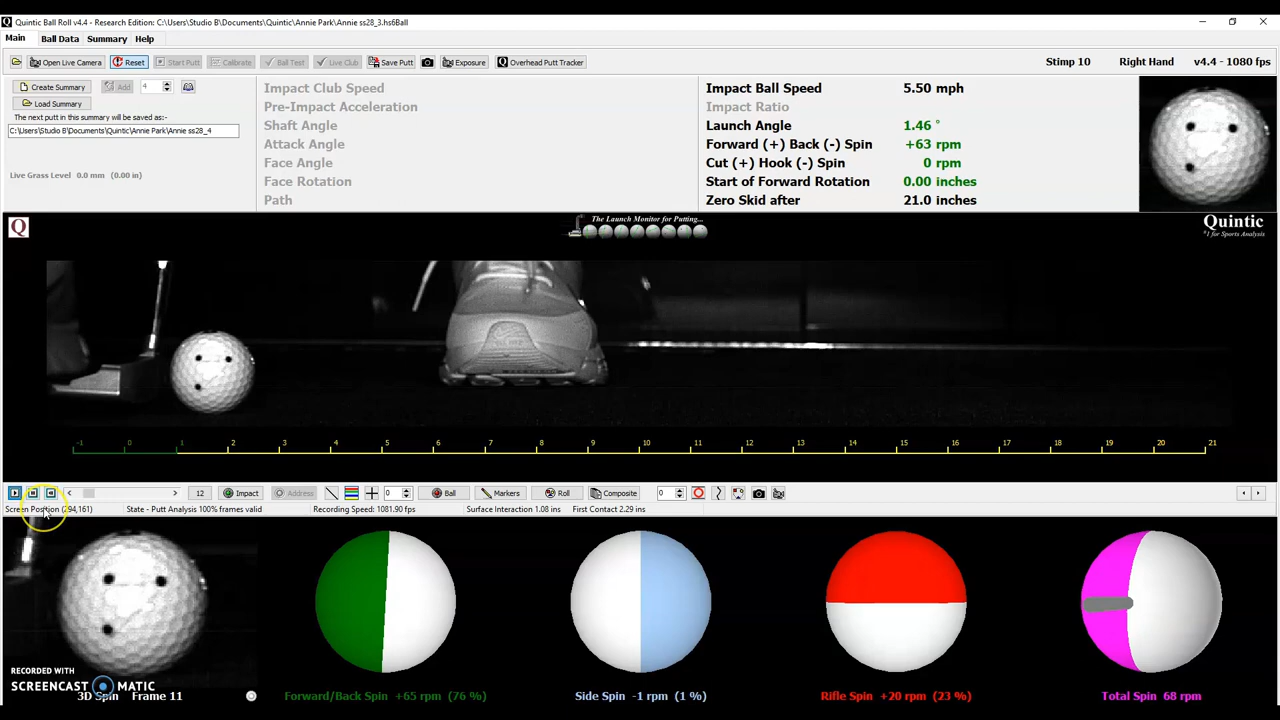 Quintic Ball Roll v4.4 - Research Edition: C:\Users\Studio B\Documents\Quintic\Annie Park\Annie ss28_3.hs6Ball
Main Ball Data Summary Help
Open Live Camera Reset Start Putt Calibrate Ball Test Live Club Save Putt Exposure Overhead Putt Tracker Stimp 10 Right Hand v4.4 - 1080 fps
Create Summary Add 4
Load Summary
The next putt in this summary will be saved as:-
C:\Users\Studio B\Documents\Quintic\Annie Park\Annie ss28_4
Live Grass Level 0.0 mm (0.00 in)
Impact Club Speed
Pre-Impact Acceleration
Shaft Angle
Attack Angle
Face Angle
Face Rotation
Path
Impact Ball Speed 5.50 mph
Impact Ratio
Launch Angle 1.46 °
Forward (+) Back (-) Spin +63 rpm
Cut (+) Hook (-) Spin 0 rpm
Start of Forward Rotation 0.00 inches
Zero Skid after 21.0 inches
Q
The Launch Monitor for Putting...
Quintic
#1 for Sports Analysis
-1 0 1 2 3 4 5 6 7 8 9 10 11 12 13 14 15 16 17 18 19 20 21
12 Impact Address 0 Ball Markers Roll Composite 0
Screen Position (294,161) State - Putt Analysis 100% frames valid Recording Speed: 1081.90 fps Surface Interaction 1.08 ins First Contact 2.29 ins
RECORDED WITH
SCREENCAST MATIC
3D Spin Frame 11
Forward/Back Spin +65 rpm (76 %)
Side Spin -1 rpm (1 %)
Rifle Spin +20 rpm (23 %)
Total Spin 68 rpm